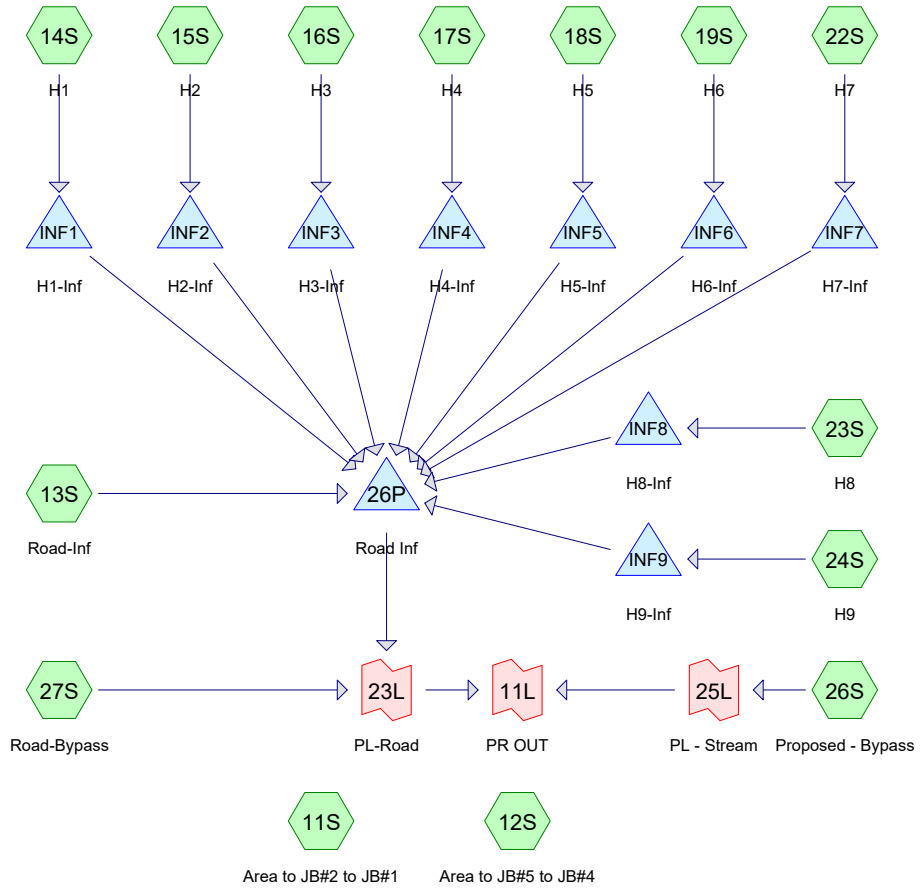 14S
15S
16S
17S
18S
19S
22S
H1
H2
H3
H4
H5
H6
H7
INF1
INF2
INF3
INF4
INF5
INF6
INF7
H1-Inf
H2-Inf
H3-Inf
H4-Inf
H5-Inf
H6-Inf
H7-Inf
INF8
23S
H8-Inf
H8
13S
26P
Road-Inf
Road Inf
INF9
24S
H9-Inf
H9
27S
23L
11L
25L
26S
Road-Bypass
PL-Road
PR OUT
PL - Stream
Proposed - Bypass
11S
12S
Area to JB#2 to JB#1
Area to JB#5 to JB#4